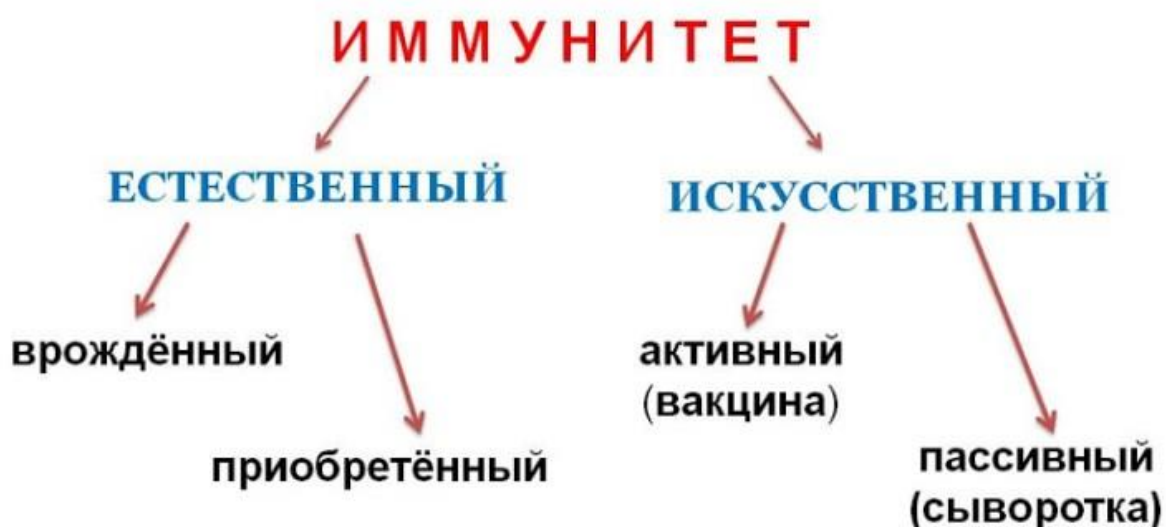 ИММУНИТЕТ
ЕСТЕСТВЕННЫЙ
ИСКУССТВЕННЫЙ
врождённый
приобретённый
активный
(вакцина)
пассивный
(сыворотка)